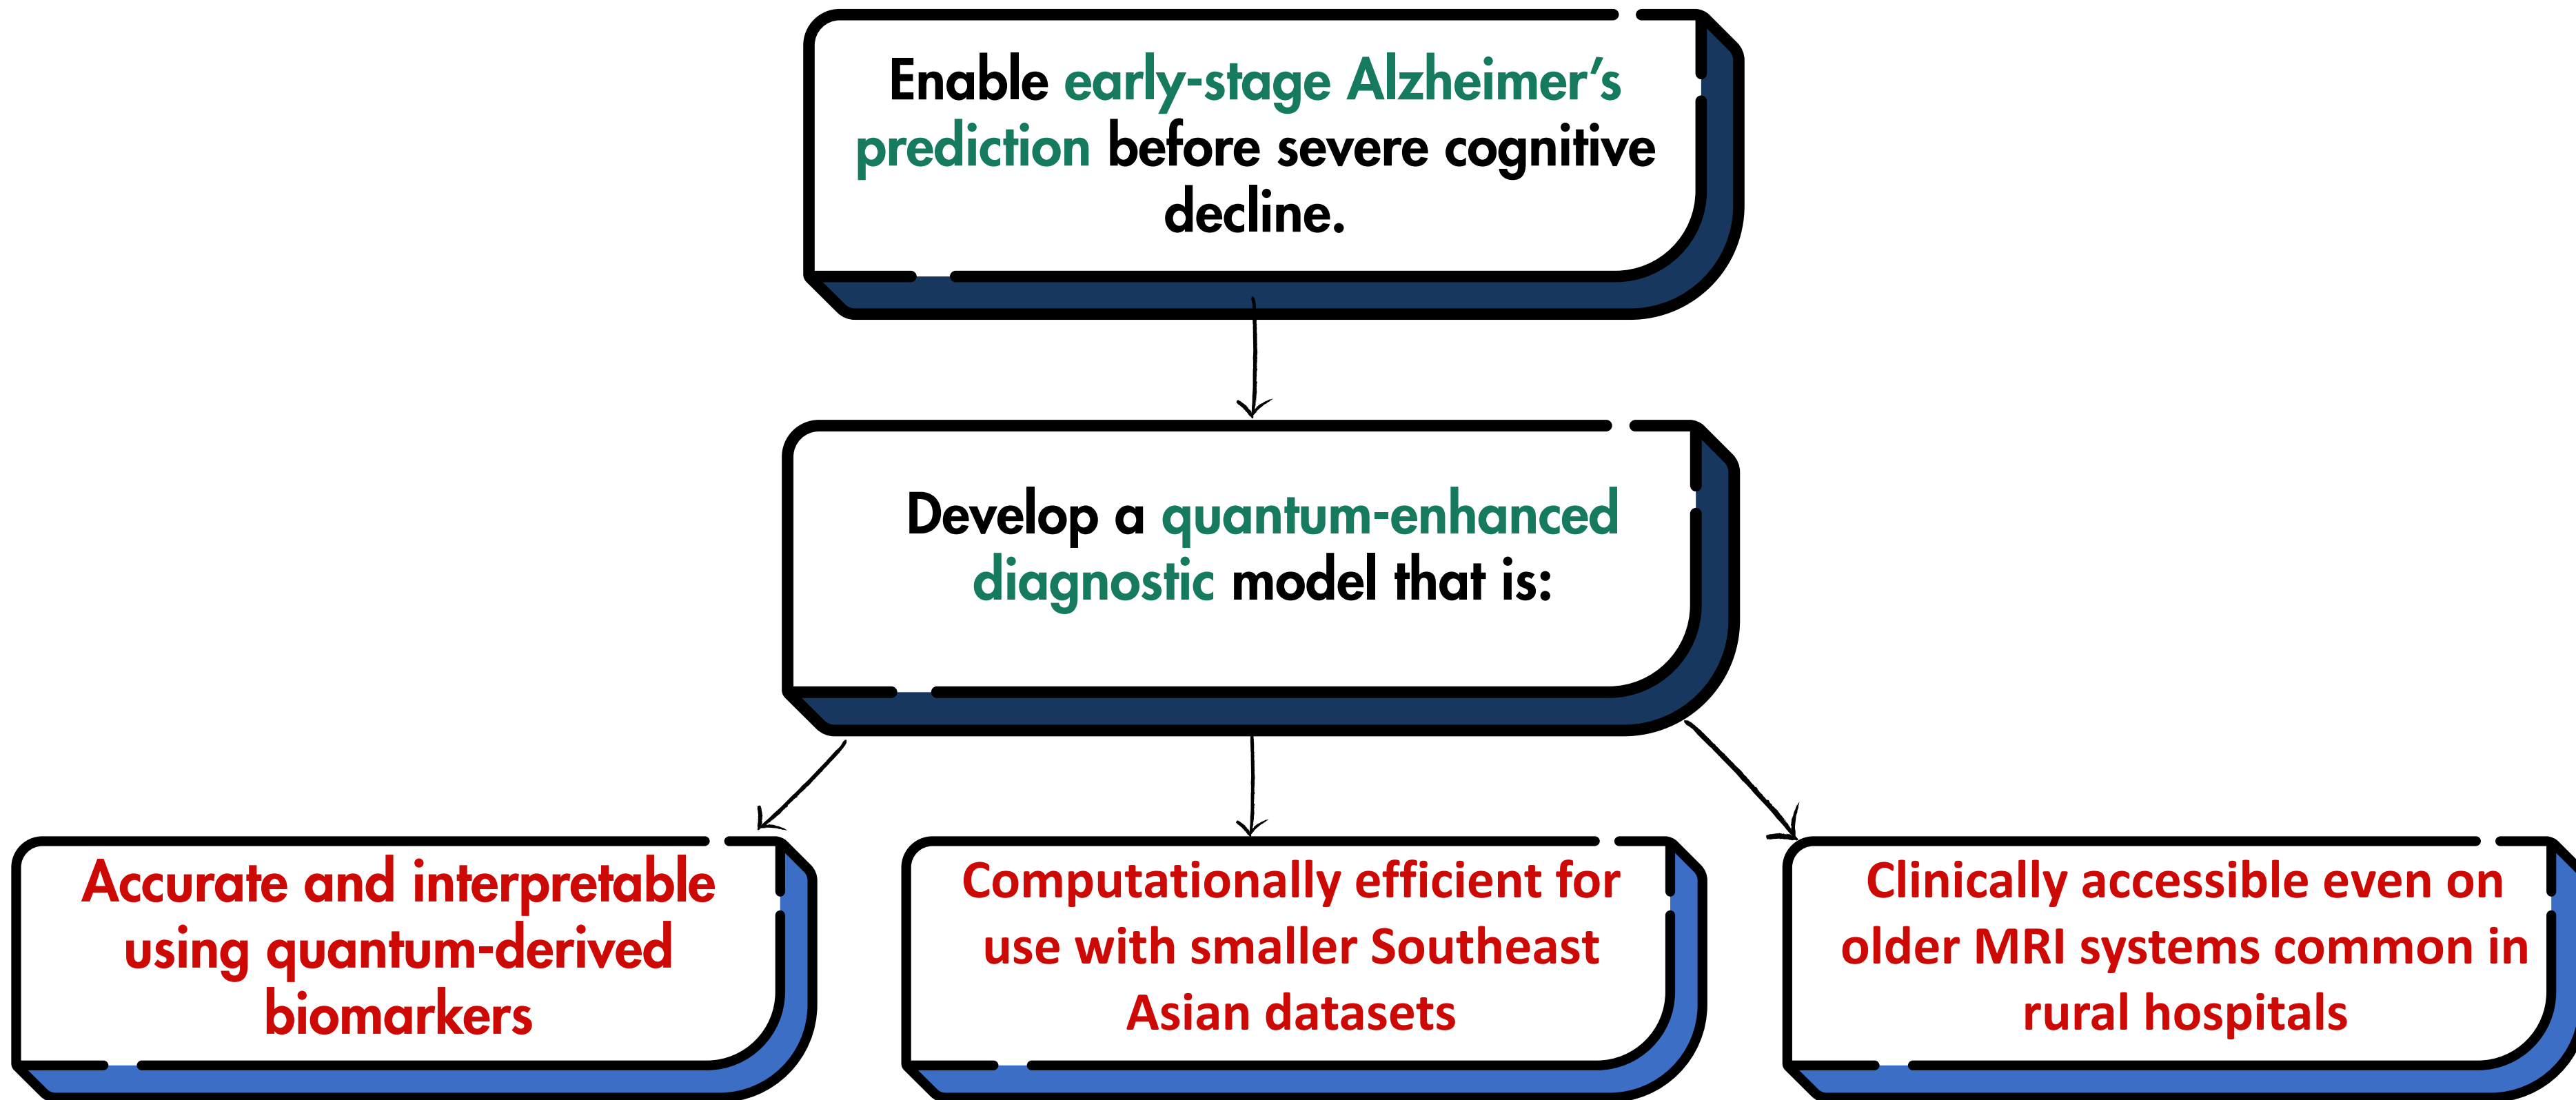 Enable early-stage Alzheimer’s
prediction before severe cognitive
decline.
Develop a quantum-enhanced
diagnostic model that is:
Accurate and interpretable
using quantum-derived
biomarkers
Computationally efficient for
use with smaller Southeast
Asian datasets
Clinically accessible even on
older MRI systems common in
rural hospitals